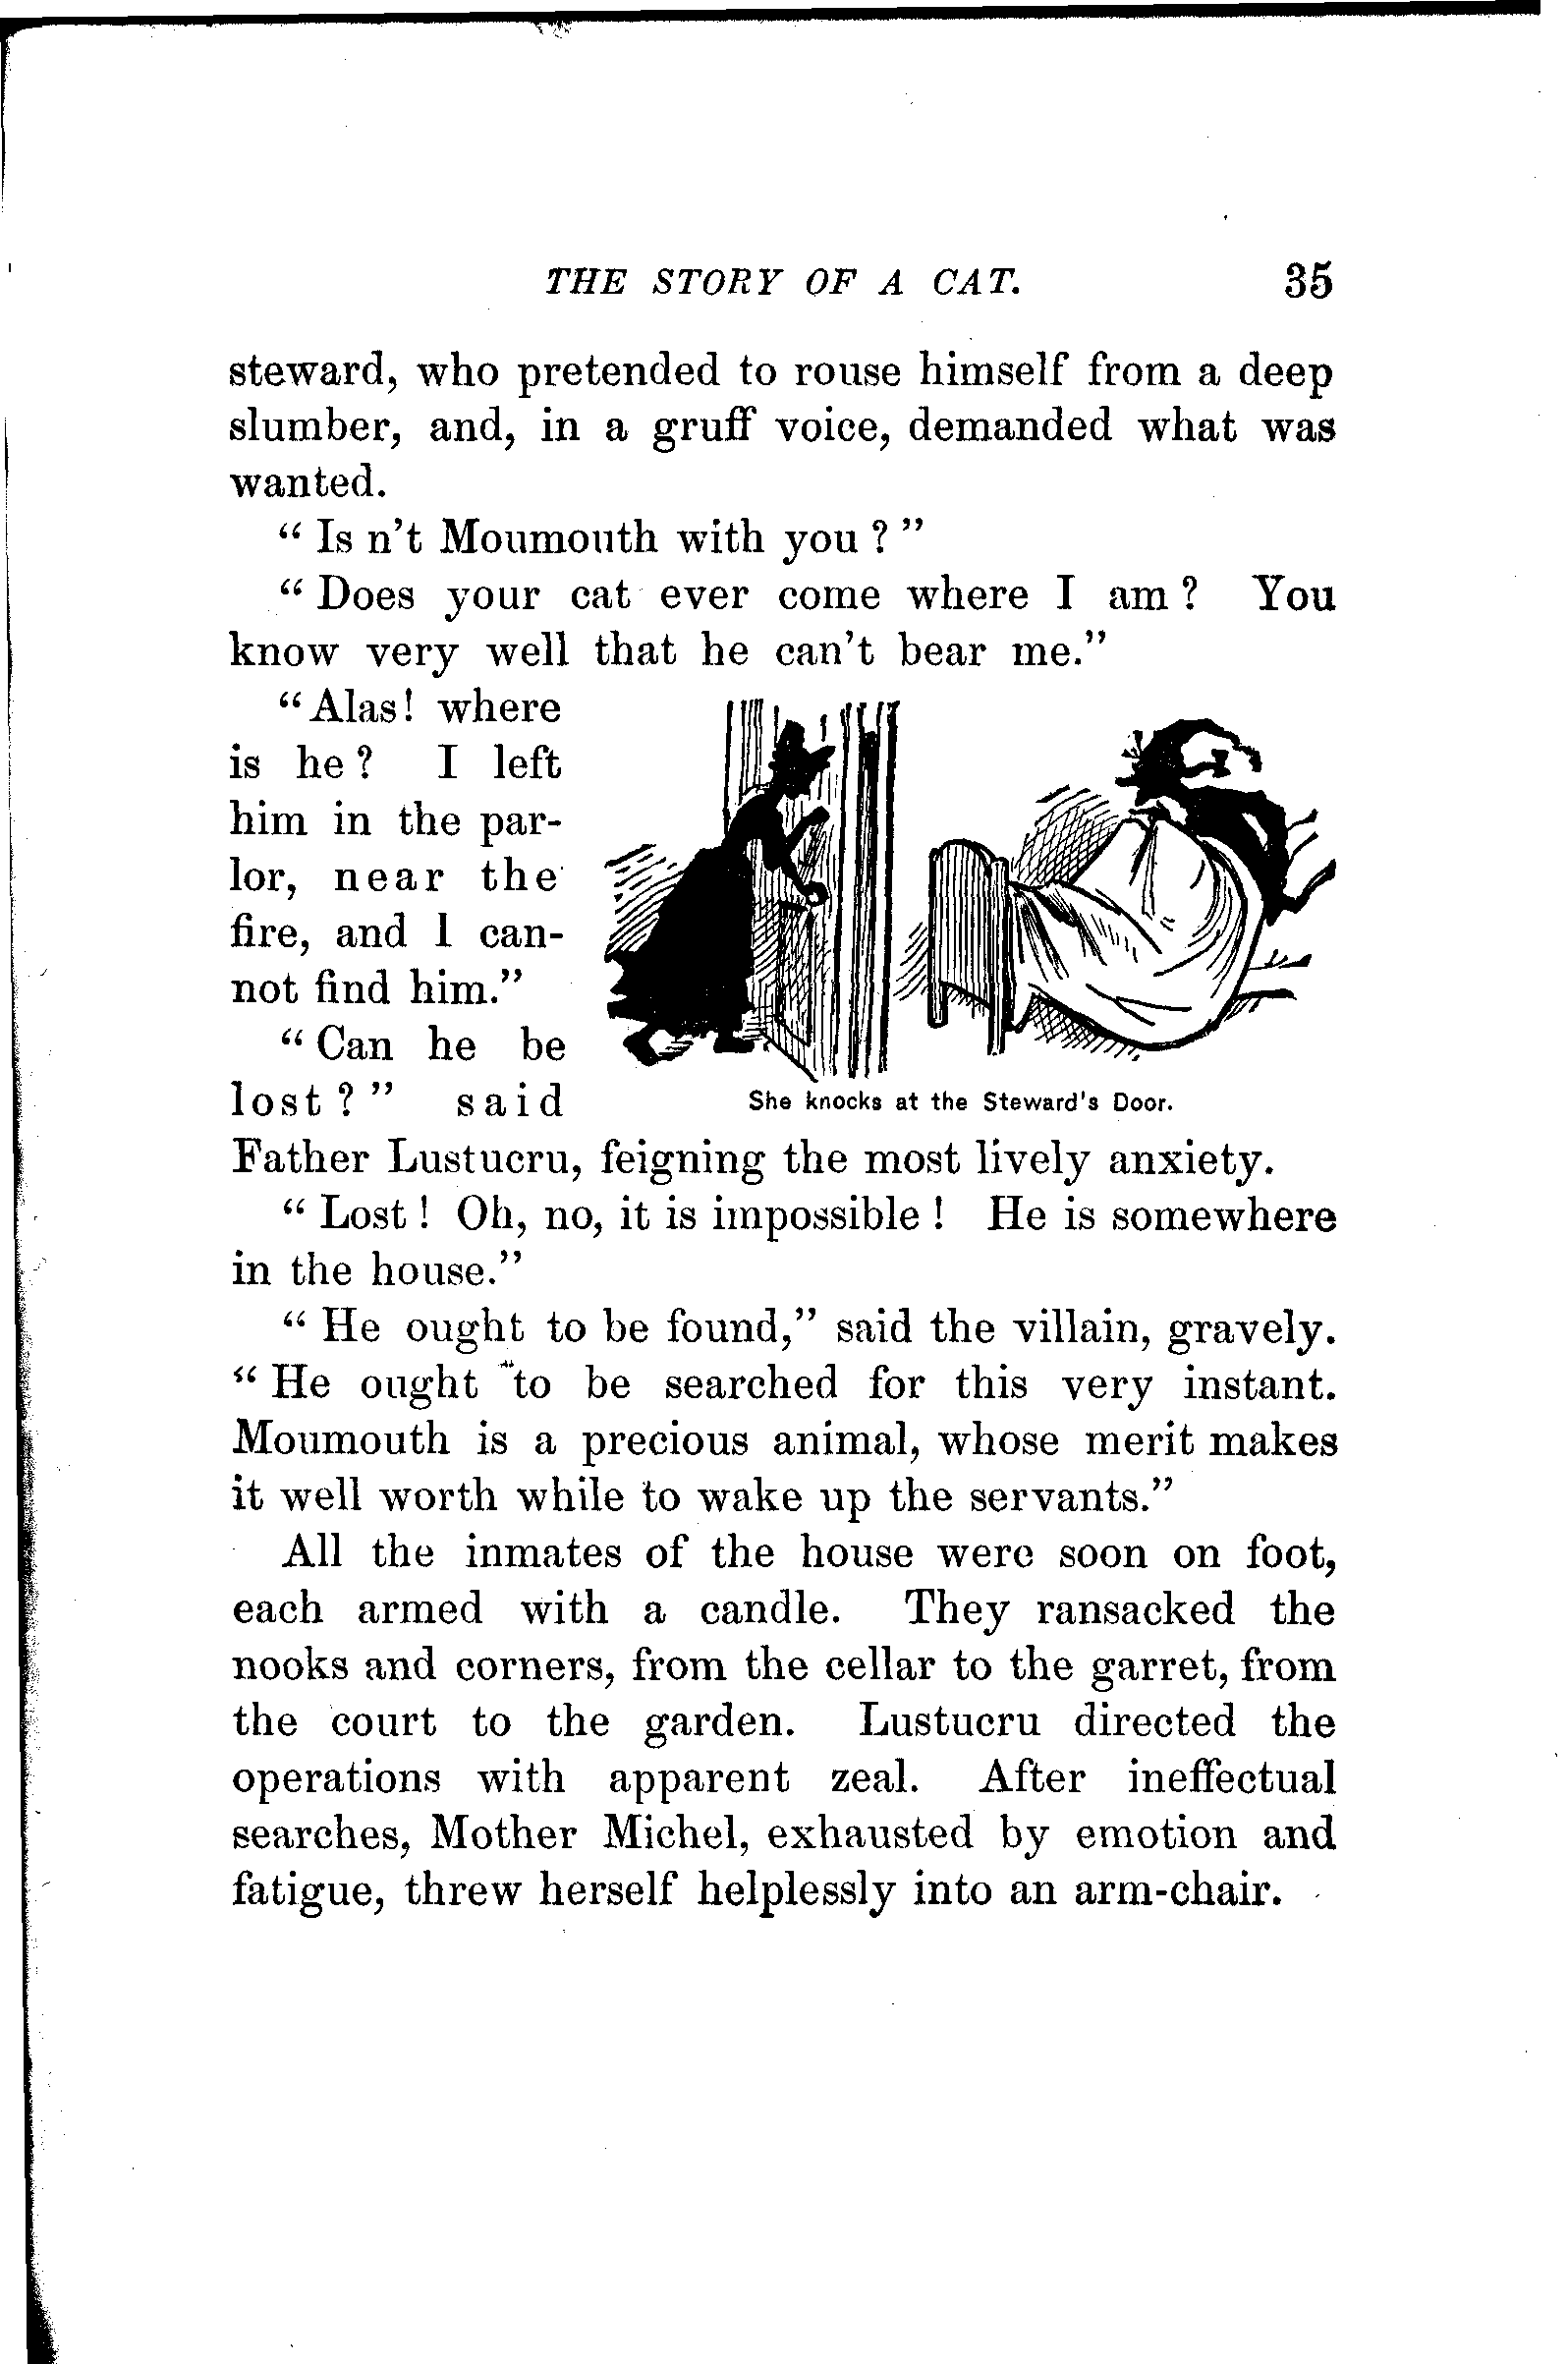 THE STORY OF A CAT. 35
steward, who pretended to rouse himself from a deep
slumber, and, in a gruff voice, demanded what was
wanted.
“ Is n’t Moumouth with you ? ”
“ Does your cat ever come where I am ? You
know very well that he can’t bear me.”
“Alas! where
is he ? I left
him in the par-
lor, near the
fire, and I can-
not find him.”
“ Can he be
lost ? ” said
She knocks at the Steward's Door.
Father Lustucru, feigning the most lively anxiety.
“ Lost ! Oh, no, it is impossible ! He is somewhere
in the house.”
“ He ought to be found,” said the villain, gravely.
“ He ought to be searched for this very instant.
Moumouth is a precious animal, whose merit makes
it well worth while to wake up the servants.”
All the inmates of the house were soon on foot,
each armed with a candle. They ransacked the
nooks and corners, from the cellar to the garret, from
the court to the garden. Lustucru directed the
operations with apparent zeal. After ineffectual
searches, Mother Michel, exhausted by emotion and
fatigue, threw herself helplessly into an arm-chair.